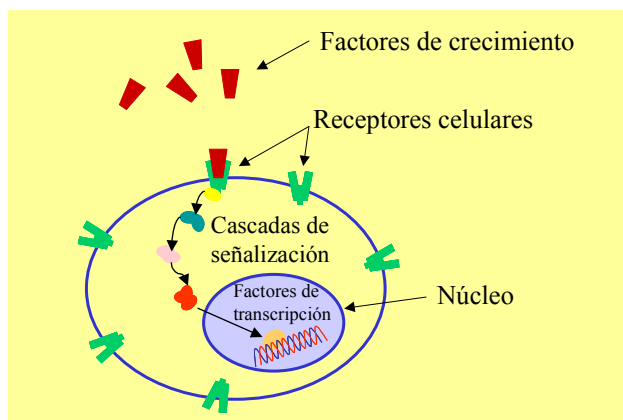 Factores de crecimiento
Receptores celulares
Cascadas de
señalización
Factores de
transcripción
Núcleo